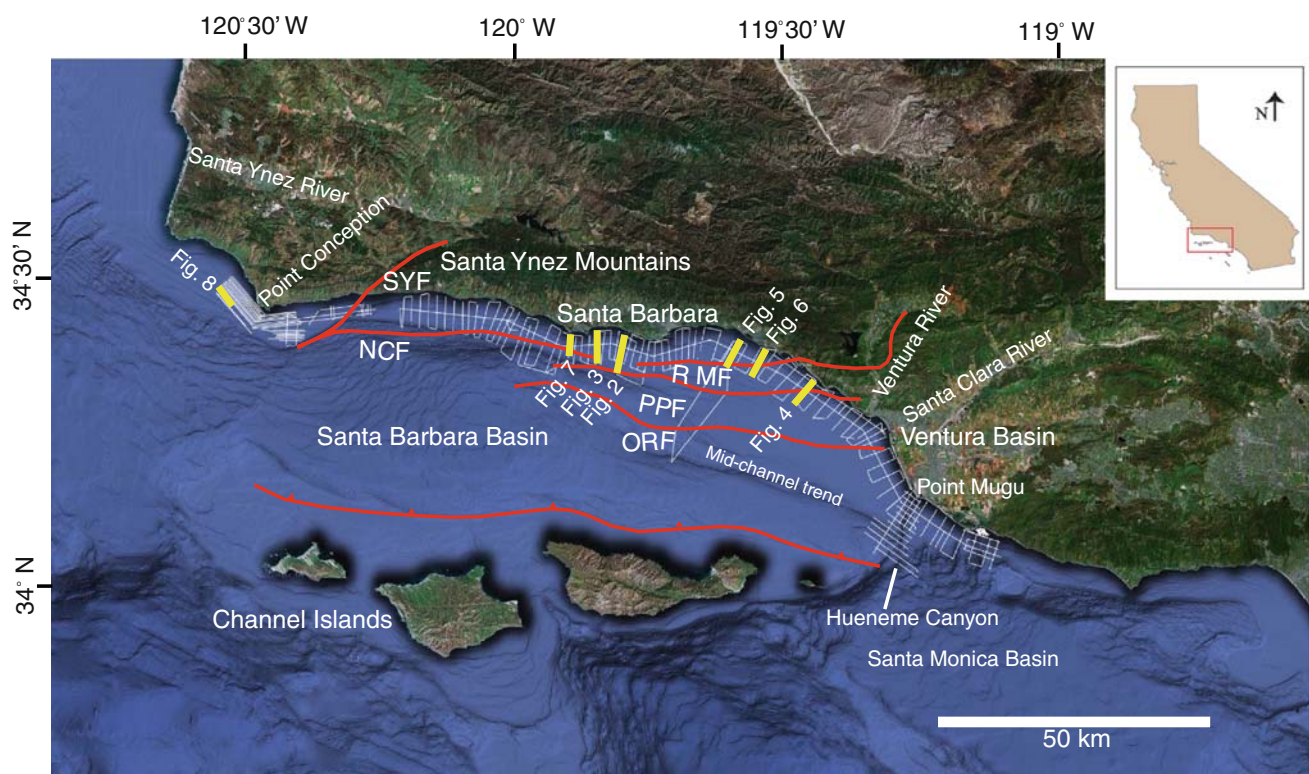 120° 30' W
120° W
119° 30' W
119° W
34° 30' N
34° N
N
Santa Ynez River
Point Conception
Fig. 8
SYF
Santa Ynez Mountains
NCF
Santa Barbara
Fig. 5
Fig. 6
Fig. 7
Fig. 3
Fig. 2
R MF
PPF
ORF
Fig. 4
Ventura River
Santa Clara River
Ventura Basin
Santa Barbara Basin
Mid-channel trend
Point Mugu
Channel Islands
Hueneme Canyon
Santa Monica Basin
50 km